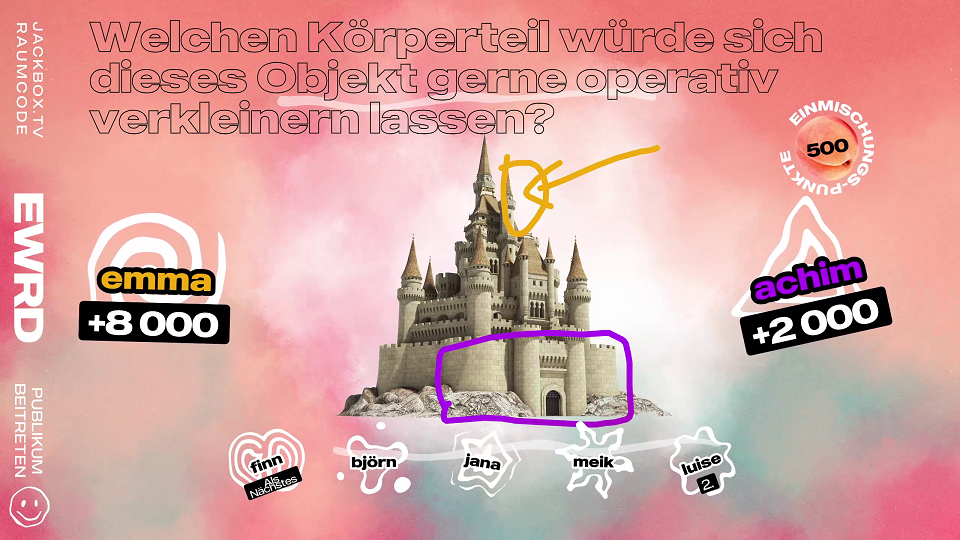 Welchen Körperteil würde sich
dieses Objekt gerne operativ
verkleinern lassen?
JACKBOX.TV
RAUMCODE
EWRD
PUBLIKUM
BEITRETEN
EINMISCHUNGS-PUNKTE
500
emma
+8 000
achim
+2 000
finn
Als
Nächstes
björn
jana
meik
luise
2.